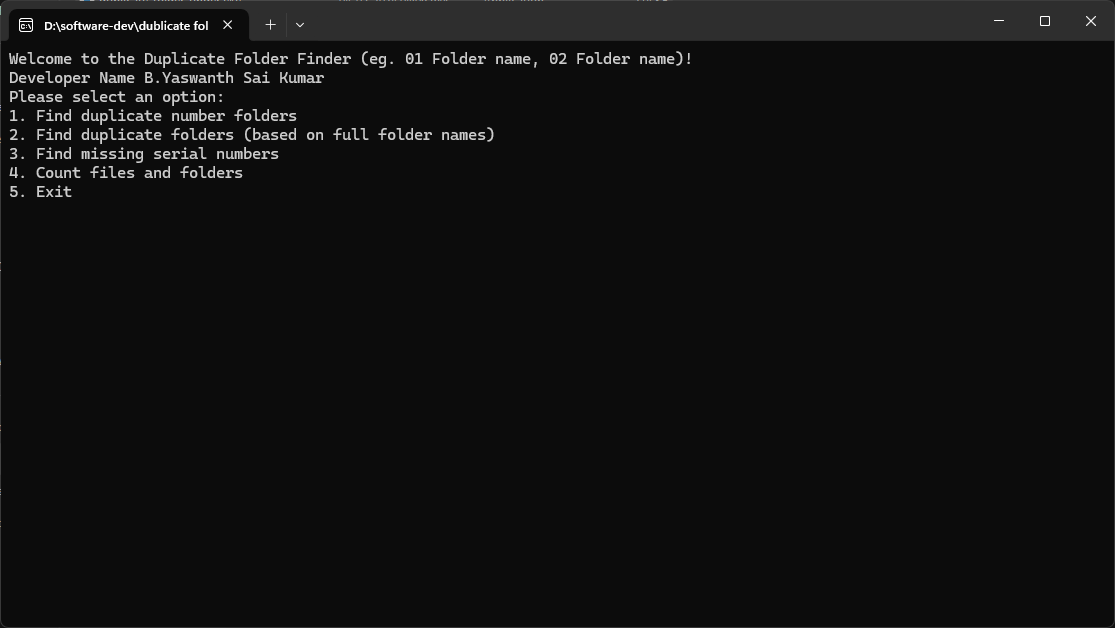 D:\software-dev\dublicate fol
Welcome to the Duplicate Folder Finder (eg. 01 Folder name, 02 Folder name)!
Developer Name B.Yaswanth Sai Kumar
Please select an option:
1. Find duplicate number folders
2. Find duplicate folders (based on full folder names)
3. Find missing serial numbers
4. Count files and folders
5. Exit